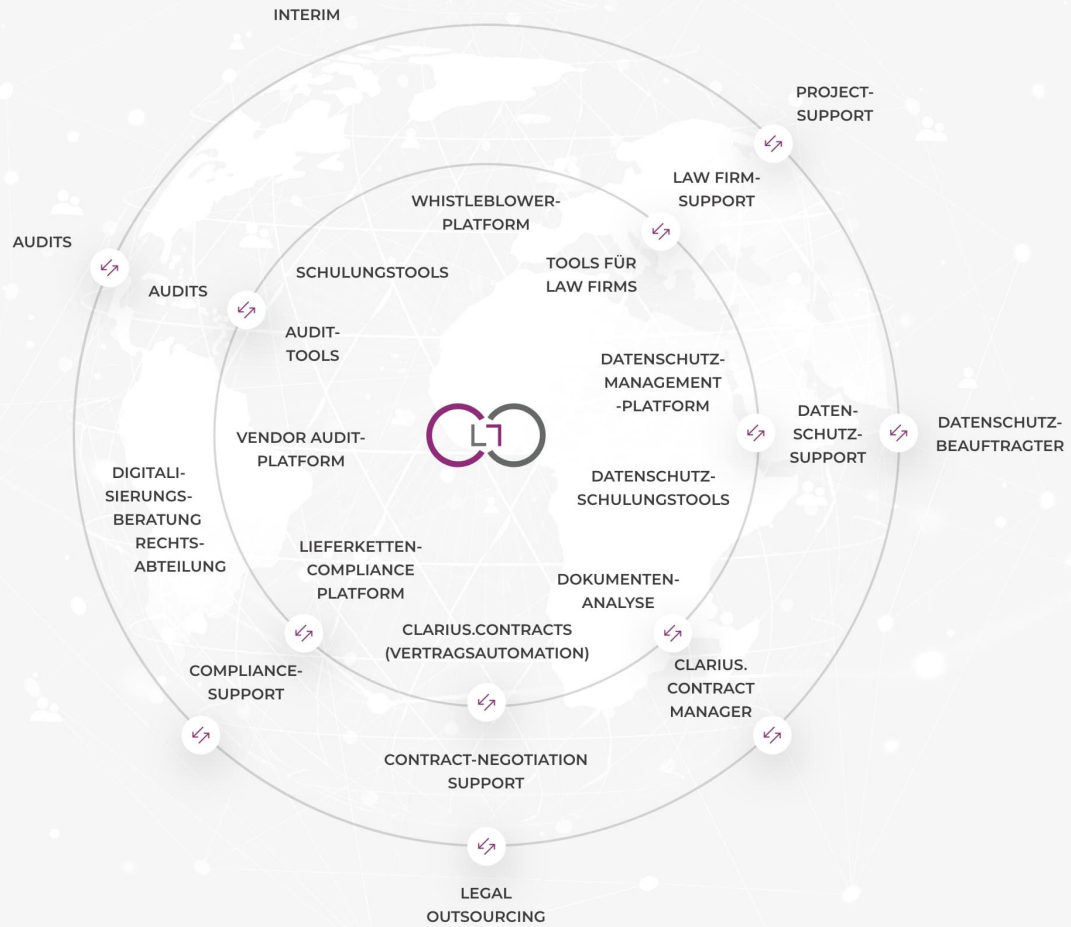 INTERIM
PROJECT-
SUPPORT
LAW FIRM-
SUPPORT
WHISTLEBLOWER-
PLATFORM
AUDITS
AUDITS
SCHULUNGSTOOLS
TOOLS FÜR
LAW FIRMS
AUDIT-
TOOLS
DATENSCHUTZ-
MANAGEMENT
-PLATFORM
VENDOR AUDIT-
PLATFORM
DATEN-
SCHUTZ-
SUPPORT
DATENSCHUTZ-
BEAUFTRAGTER
DIGITALI-
SIERUNGS-
BERATUNG
RECHTS-
ABTEILUNG
DATENSCHUTZ-
SCHULUNGSTOOLS
LIEFERKETTEN-
COMPLIANCE
PLATFORM
DOKUMENTEN-
ANALYSE
CLARIUS.CONTRACTS
(VERTRAGSAUTOMATION)
COMPLIANCE-
SUPPORT
CLARIUS.
CONTRACT
MANAGER
CONTRACT-NEGOTIATION
SUPPORT
LEGAL
OUTSOURCING